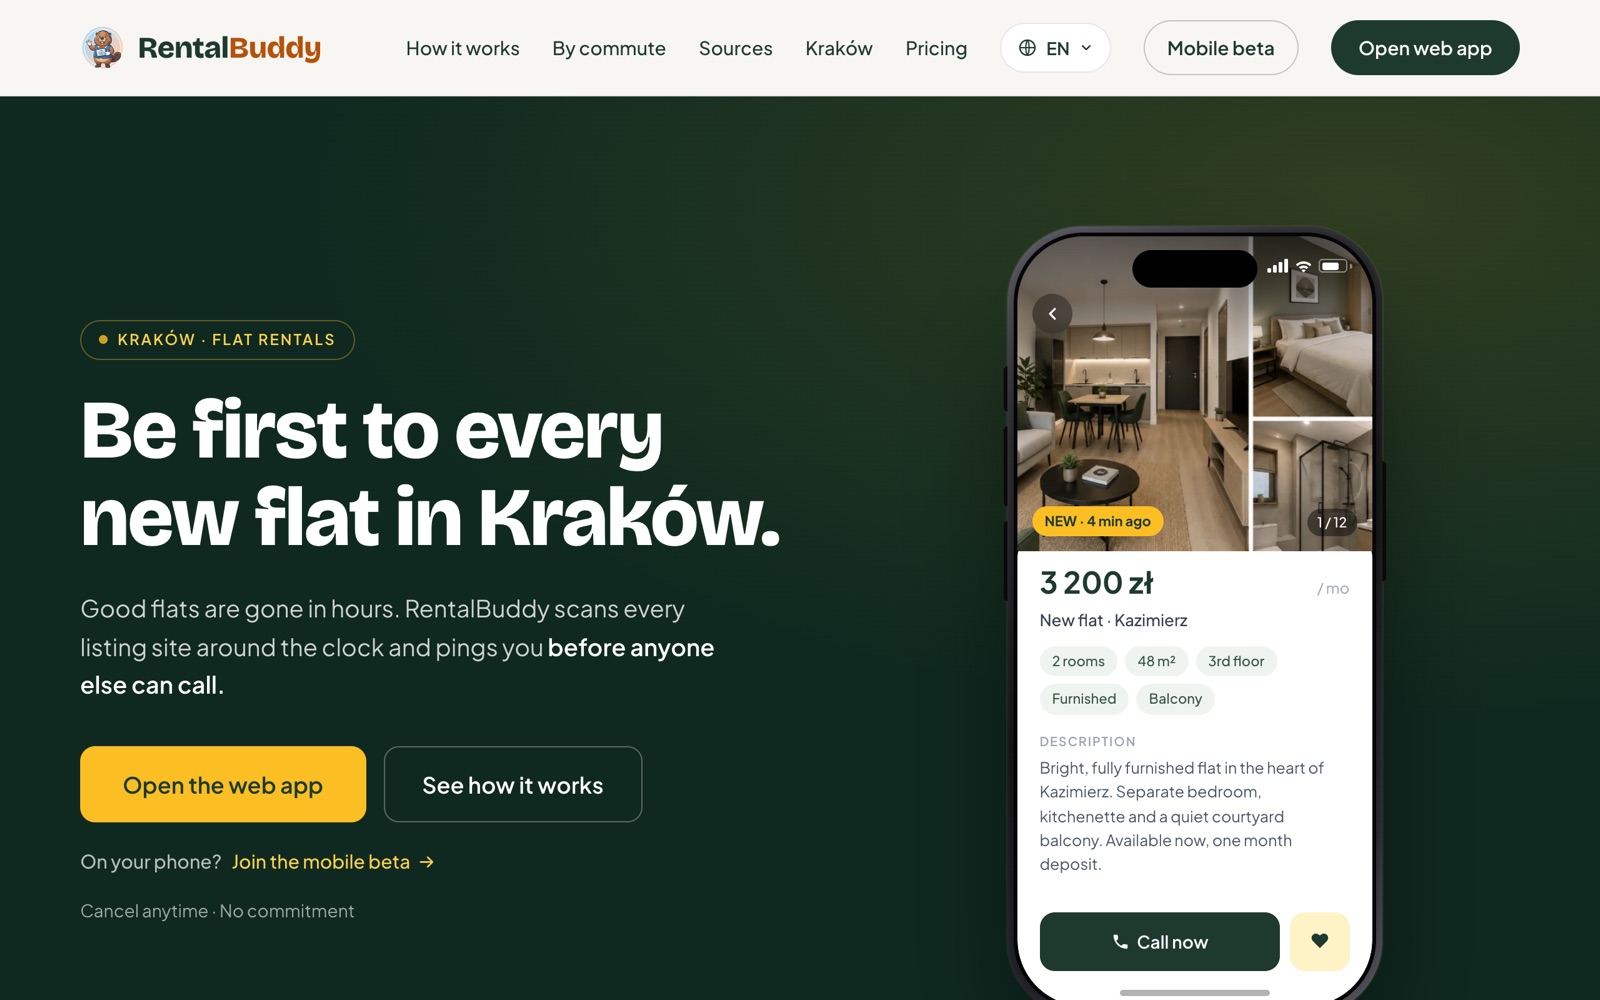 RentalBuddy
How it works
By commute
Sources
Kraków
Pricing
EN
Mobile beta
Open web app
KRAKÓW · FLAT RENTALS
Be first to every
new flat in Kraków.
Good flats are gone in hours. RentalBuddy scans every
listing site around the clock and pings you before anyone
else can call.
Open the web app
See how it works
On your phone? Join the mobile beta →
Cancel anytime · No commitment
NEW · 4 min ago
1 / 12
3 200 zł
/ mo
New flat · Kazimierz
2 rooms
48 m²
3rd floor
Furnished
Balcony
DESCRIPTION
Bright, fully furnished flat in the heart of
Kazimierz. Separate bedroom,
kitchenette and a quiet courtyard
balcony. Available now, one month
deposit.
Call now